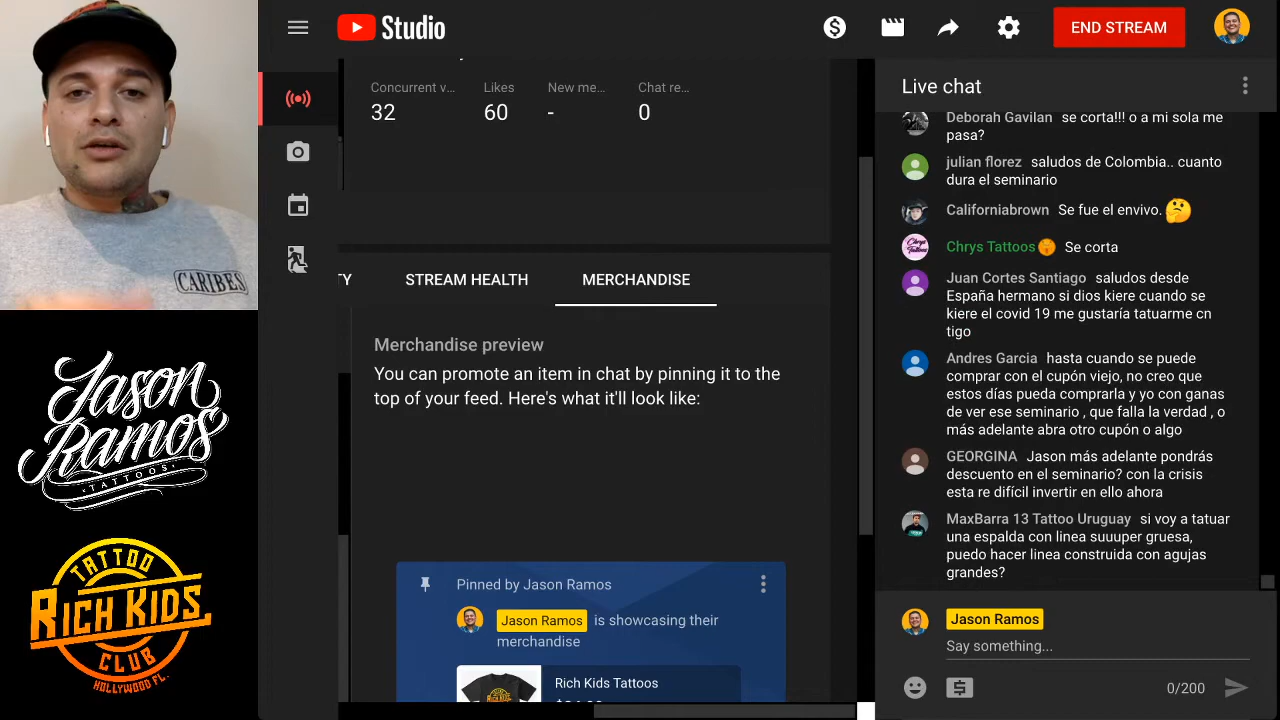 CARIBES
Jason
Ramos
TATTOOS
TATTOO
RICH KIDS.
CLUB
HOLLYWOOD FL.
Studio
END STREAM
Concurrent v...
Likes
New me...
Chat re...
32
60
-
0
TY
STREAM HEALTH
MERCHANDISE
Merchandise preview
You can promote an item in chat by pinning it to the
top of your feed. Here's what it'll look like:
Pinned by Jason Ramos
Jason Ramos is showcasing their
merchandise
Rich Kids Tattoos
Live chat
Deborah Gavilan se corta!!! o a mi sola me
pasa?
julian florez saludos de Colombia.. cuanto
dura el seminario
Californiabrown Se fue el envivo. 🤔
Chrys Tattoos Se corta
Juan Cortes Santiago saludos desde
España hermano si dios kiere cuando se
kiere el covid 19 me gustaría tatuarme cn
tigo
Andres Garcia hasta cuando se puede
comprar con el cupón viejo, no creo que
estos días pueda comprarla y yo con ganas
de ver ese seminario , que falla la verdad , o
más adelante abra otro cupón o algo
GEORGINA Jason más adelante pondrás
descuento en el seminario? con la crisis
esta re difícil invertir en ello ahora
MaxBarra 13 Tattoo Uruguay si voy a tatuar
una espalda con linea suuuper gruesa,
puedo hacer linea construida con agujas
grandes?
Jason Ramos
Say something...
0/200